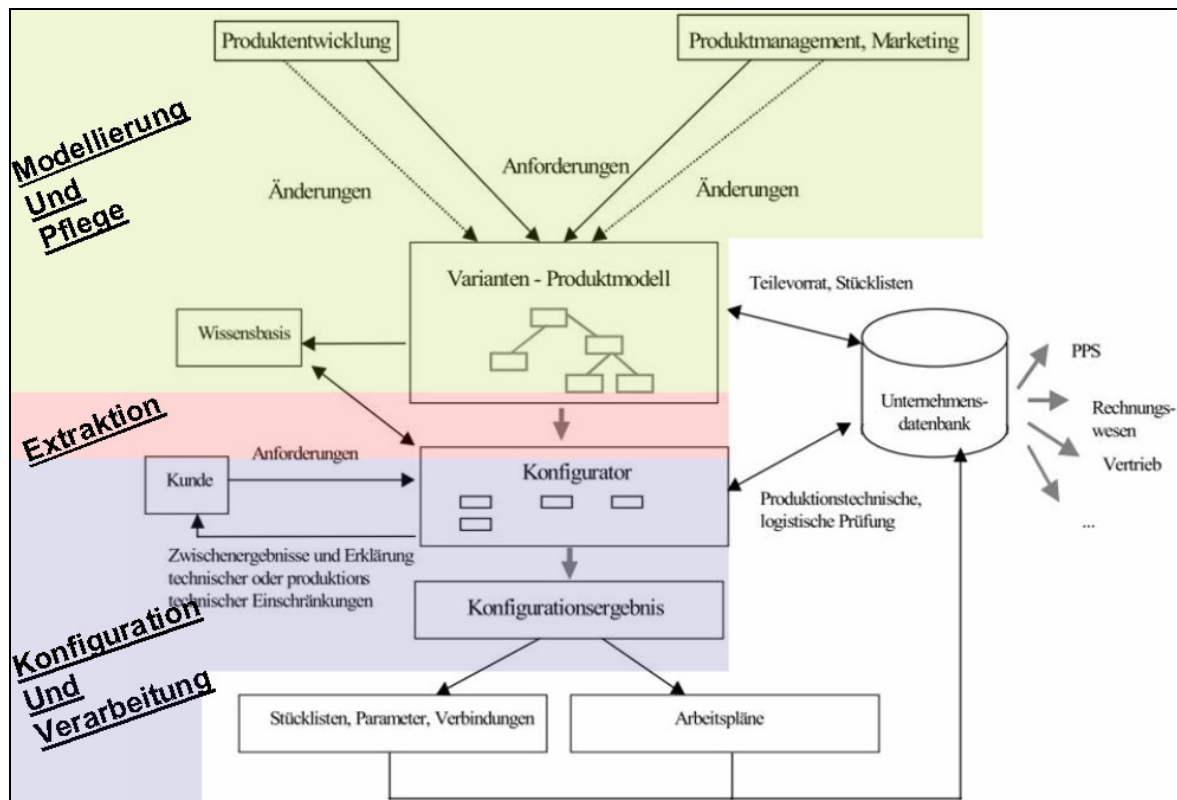 Produktentwicklung
Produktmanagement, Marketing
Modellierung
Und
Pflege
Anforderungen
Änderungen
Änderungen
Varianten - Produktmodell
Teilevorrat, Stücklisten
Wissensbasis
PPS
Unternehmens-
datenbank
Rechnungs-
wesen
Vertrieb
...
Extraktion
Anforderungen
Kunde
Konfigurator
Produktionstechnische,
logistische Prüfung
Zwischenergebnisse und Erklärung
technischer oder produktions
technischer Einschränkungen
Konfigurationsergebnis
Konfiguration
Und
Verarbeitung
Stücklisten, Parameter, Verbindungen
Arbeitspläne